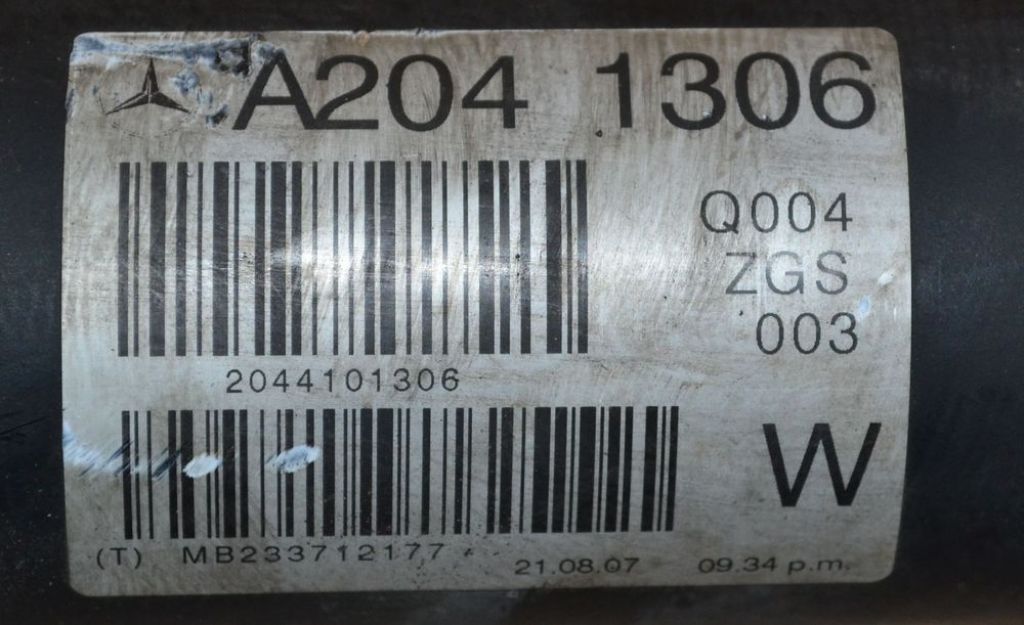 A204 1306
Q004
ZGS
003
2044101306
W
(T) MB233712177
21.08.07 09.34 p.m.